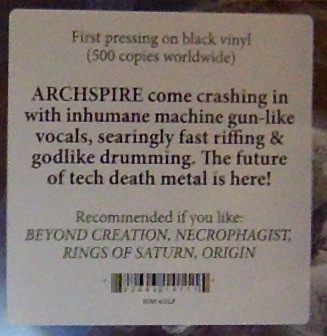 First pressing on black vinyl
(500 copies worldwide)
ARCHSPIRE come crashing in
with inhumane machine gun-like
vocals, searingly fast riffing &
godlike drumming. The future
of tech death metal is here!
Recommended if you like:
BEYOND CREATION, NECROPHAGIST,
RINGS OF SATURN, ORIGIN